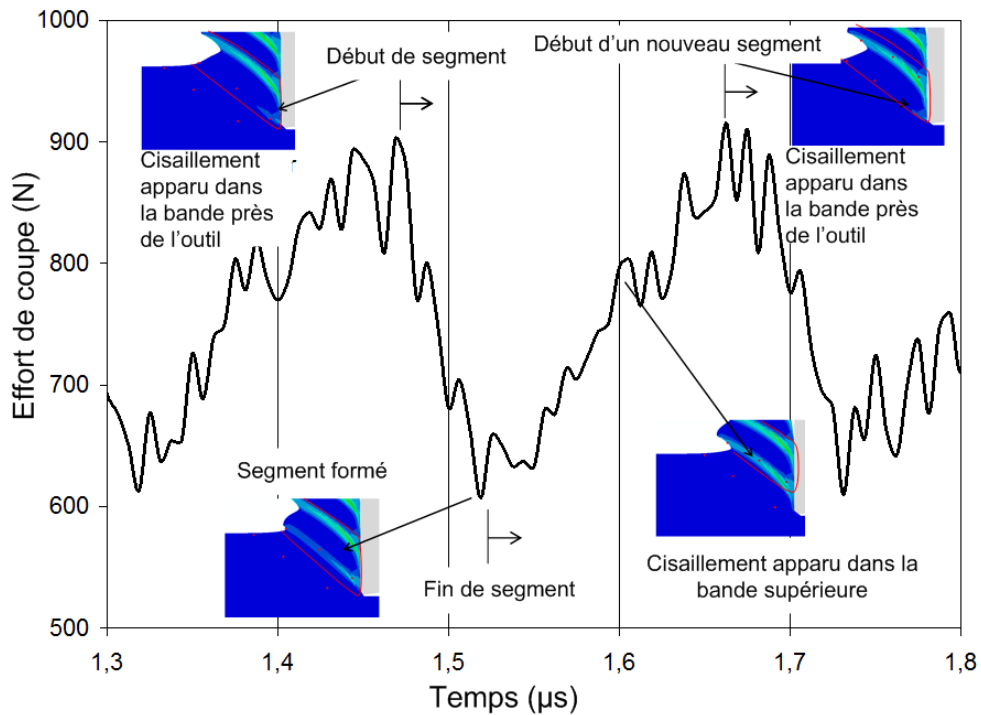 1000
900
800
700
600
500
Effort de coupe (N)
Début de segment
Début d'un nouveau segment
Cisaillement
apparu dans
la bande près
de l'outil
Cisaillement
apparu dans
la bande près
de l'outil
Segment formé
Fin de segment
Cisaillement apparu dans la
bande supérieure
1,3
1,4
1,5
1,6
1,7
1,8
Temps (µs)